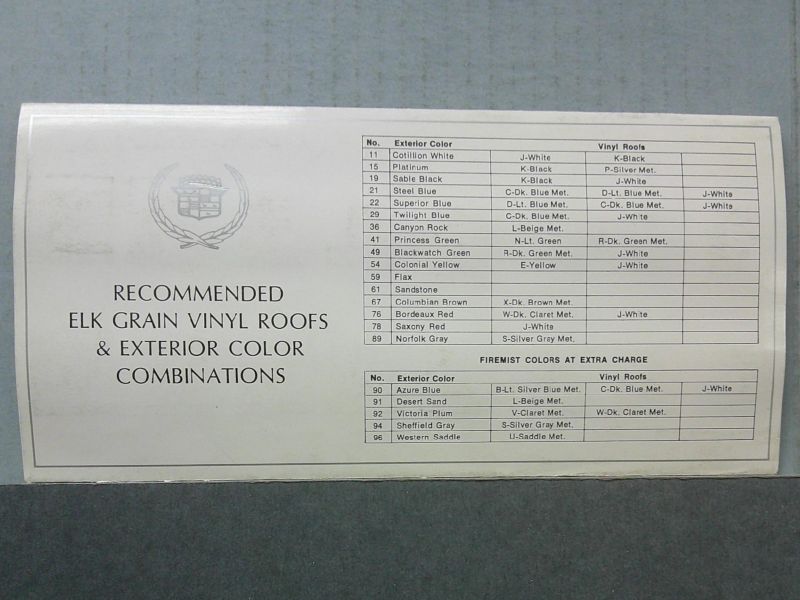 RECOMMENDED
ELK GRAIN VINYL ROOFS
& EXTERIOR COLOR
COMBINATIONS
No. Exterior Color Vinyl Roofs
11 Cotillion White J-White K-Black
15 Platinum K-Black P-Silver Met.
19 Sable Black K-Black J-White
21 Steel Blue C-Dk. Blue Met. D-Lt. Blue Met. J-White
22 Superior Blue D-Lt. Blue Met. C-Dk. Blue Met. J-White
29 Twilight Blue C-Dk. Blue Met. J-White
36 Canyon Rock L-Beige Met.
41 Princess Green N-Lt. Green R-Dk. Green Met.
49 Blackwatch Green R-Dk. Green Met. J-White
54 Colonial Yellow E-Yellow J-White
59 Flax
61 Sandstone
67 Columbian Brown X-Dk. Brown Met.
76 Bordeaux Red W-Dk. Claret Met. J-White
78 Saxony Red J-White
89 Norfolk Gray S-Silver Gray Met.
FIREMIST COLORS AT EXTRA CHARGE
No. Exterior Color Vinyl Roofs
90 Azure Blue B-Lt. Silver Blue Met. C-Dk. Blue Met. J-White
91 Desert Sand L-Beige Met.
92 Victoria Plum V-Claret Met. W-Dk. Claret Met.
94 Sheffield Gray S-Silver Gray Met.
96 Western Saddle U-Saddle Met.